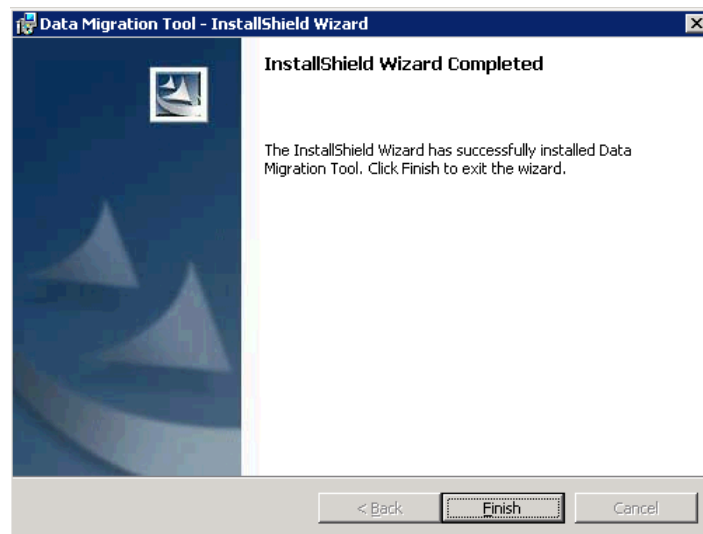 Data Migration Tool - InstallShield Wizard
InstallShield Wizard Completed
The InstallShield Wizard has successfully installed Data
Migration Tool. Click Finish to exit the wizard.
< Back
Finish
Cancel